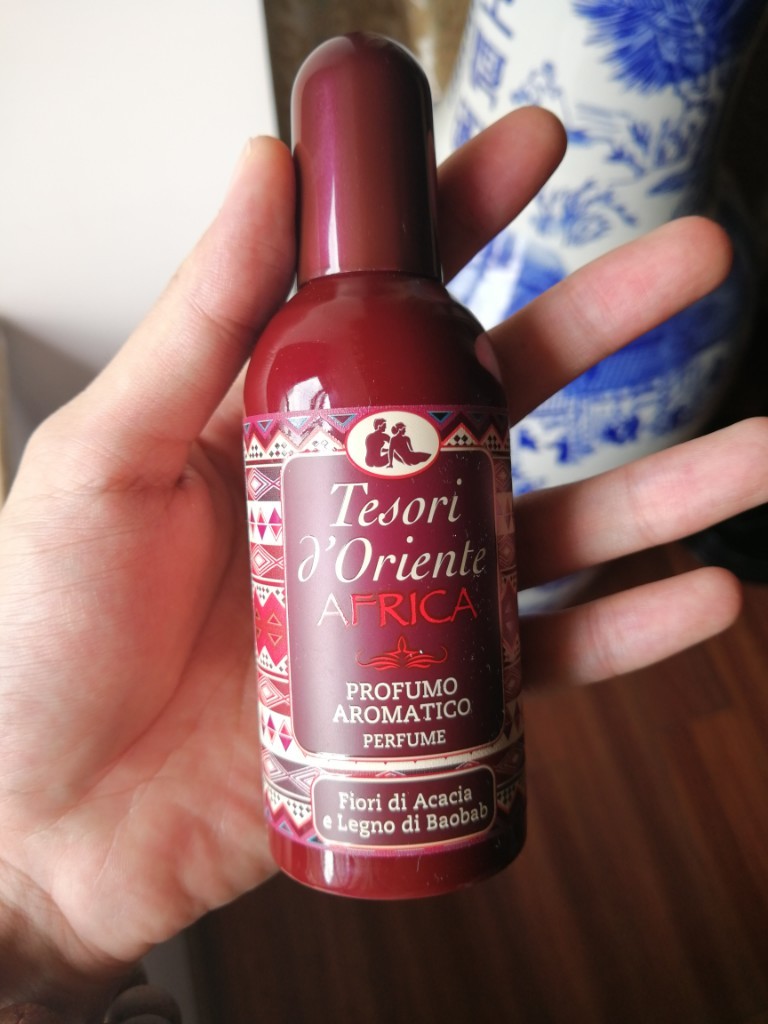 Tesori
d'Oriente
AFRICA
PROFUMO
AROMATICO
PERFUME
Fiori di Acacia
e Legno di Baobab